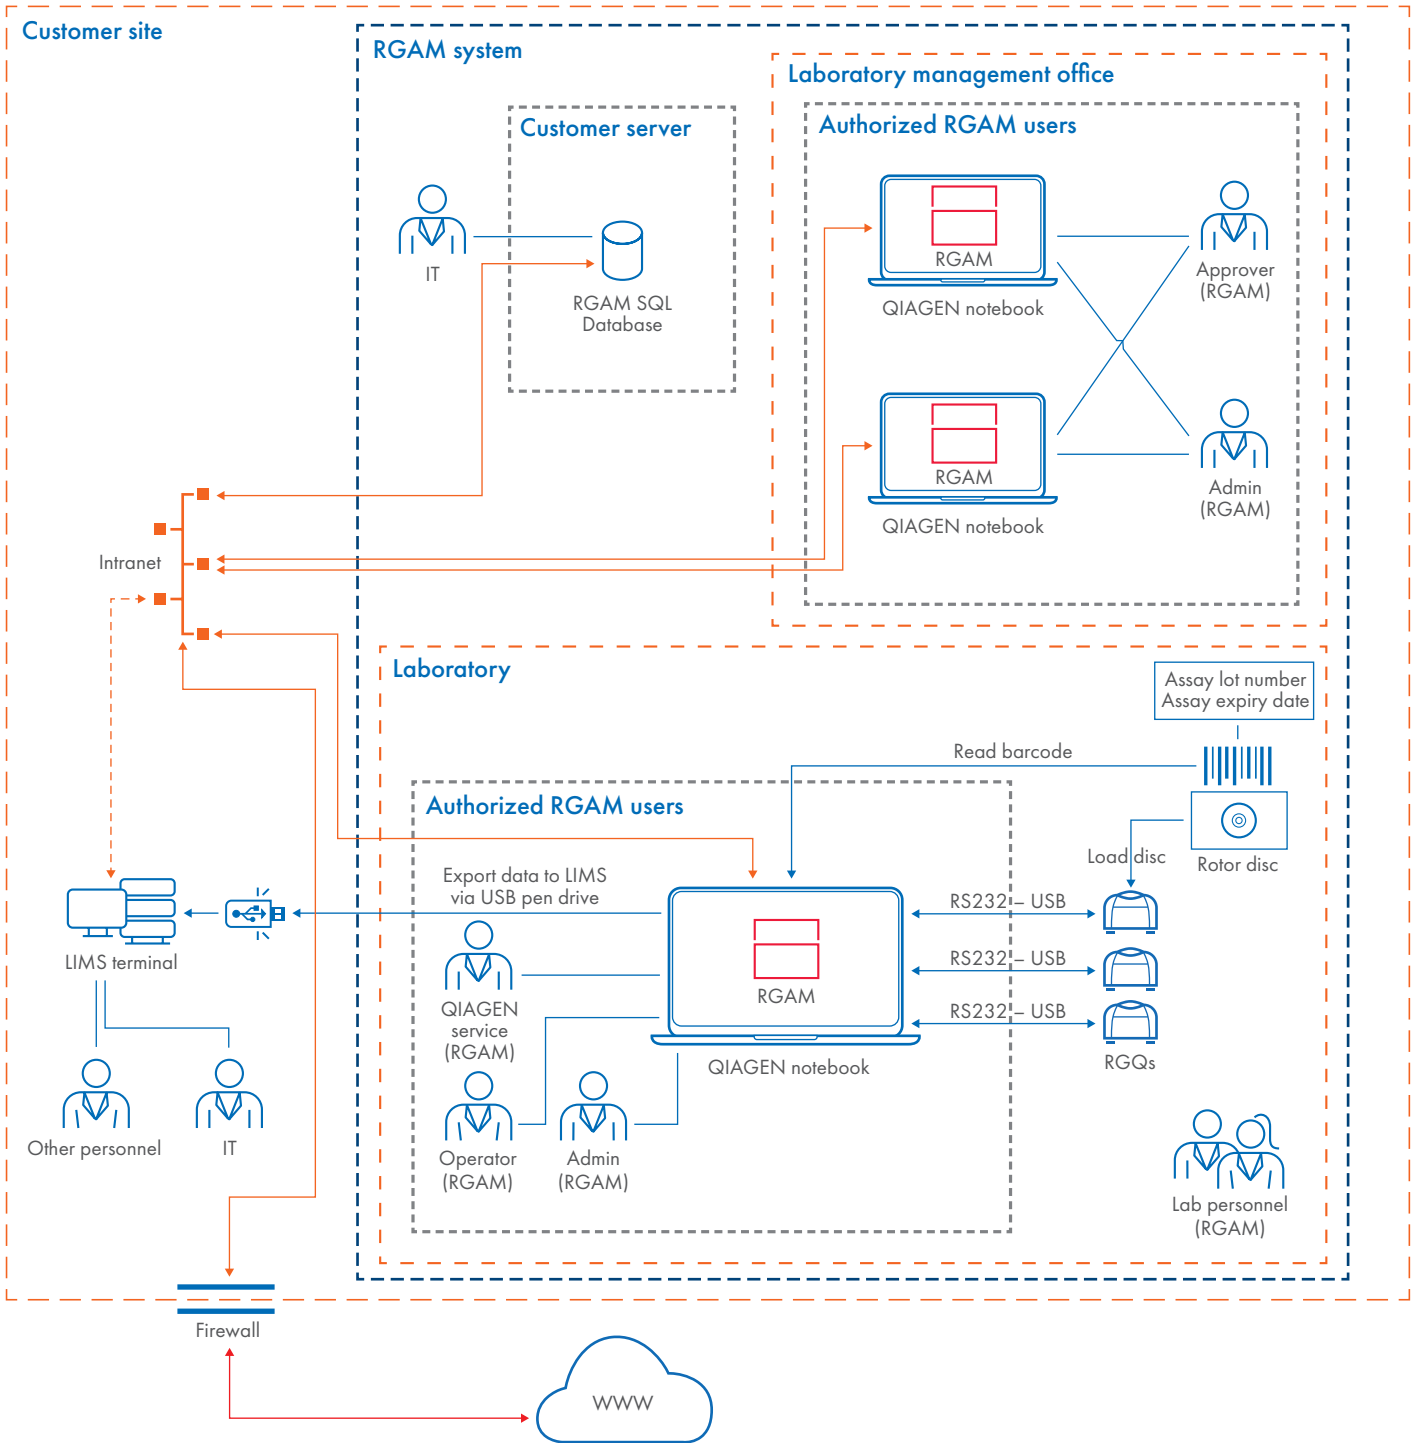 Customer site
RGAM system
Laboratory management office
Customer server
Authorized RGAM users
IT
RGAM SQL
Database
RGAM
QIAGEN notebook
Approver
(RGAM)
RGAM
QIAGEN notebook
Admin
(RGAM)
Intranet
Laboratory
Assay lot number
Assay expiry date
Read barcode
Authorized RGAM users
Load disc
Rotor disc
Export data to LIMS
via USB pen drive
RS232 – USB
RS232 – USB
RS232 – USB
RGQs
LIMS terminal
RGAM
QIAGEN notebook
QIAGEN
service
(RGAM)
Other personnel
IT
Operator
(RGAM)
Admin
(RGAM)
Lab personnel
(RGAM)
Firewall
WWW